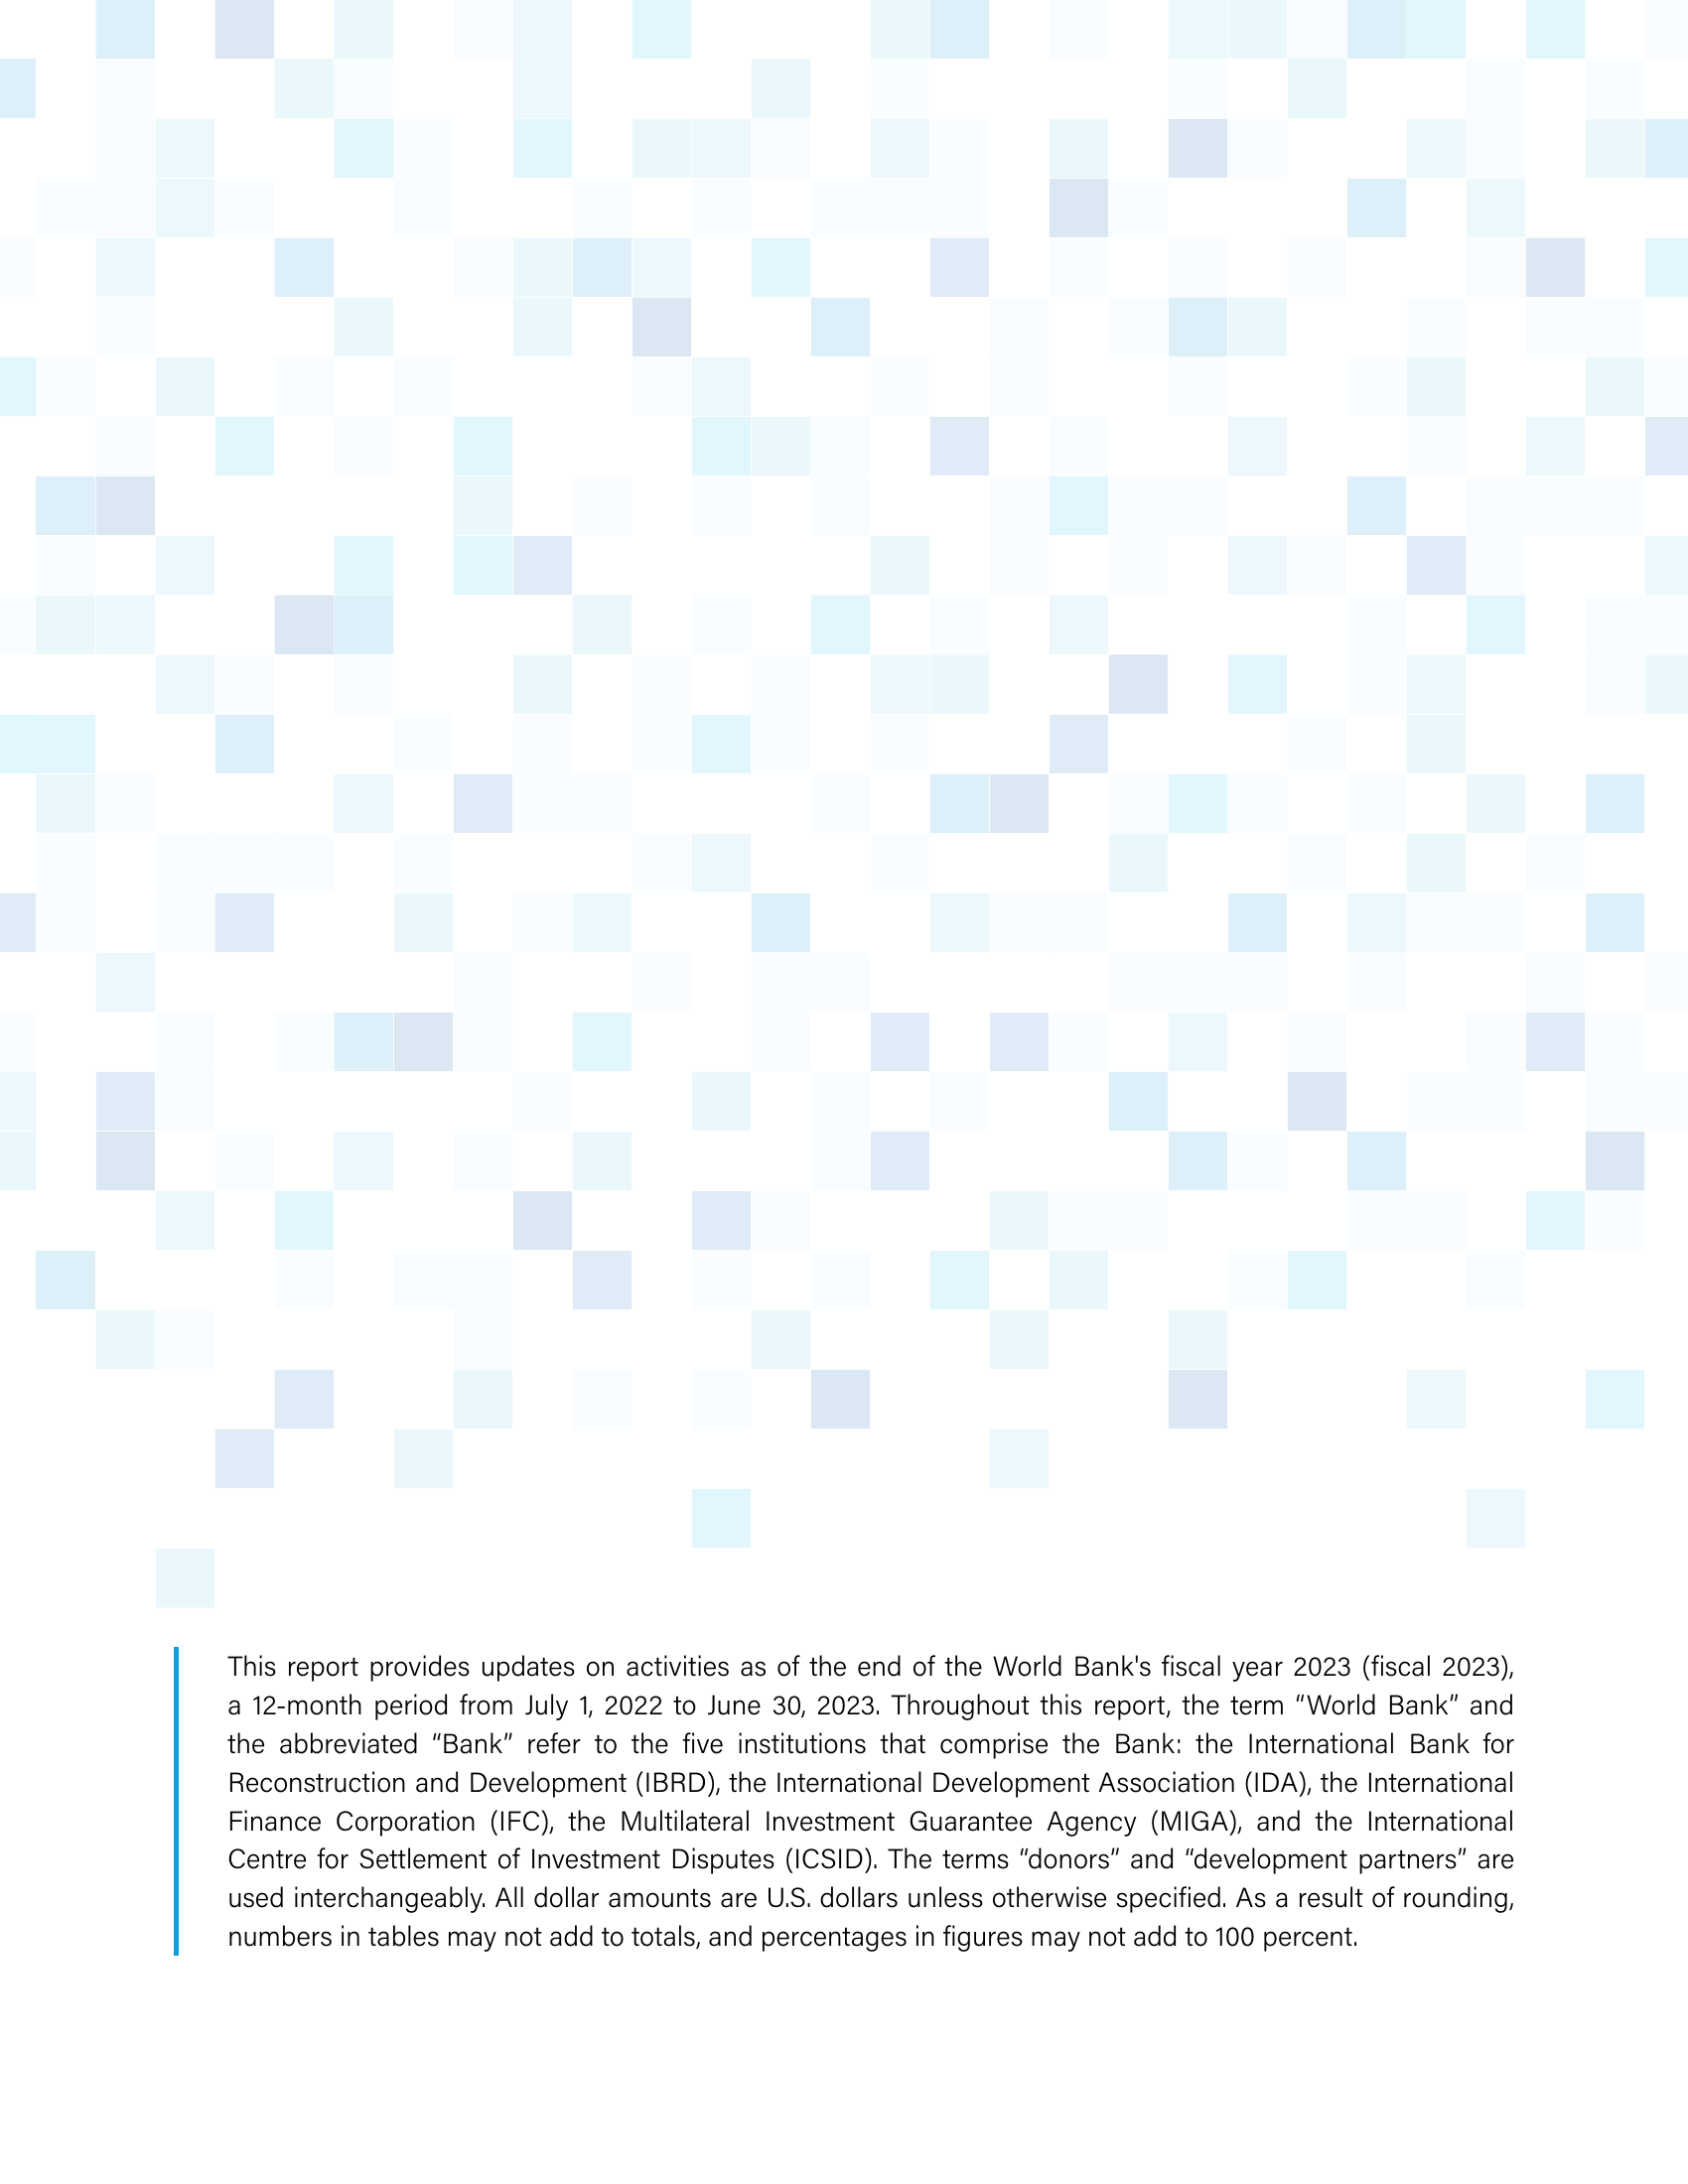 This report provides updates on activities as of the end of the World Bank's fiscal year 2023 (fiscal 2023),
a 12-month period from July 1, 2022 to June 30, 2023. Throughout this report, the term “World Bank” and
the abbreviated “Bank” refer to the five institutions that comprise the Bank: the International Bank for
Reconstruction and Development (IBRD), the International Development Association (IDA), the International
Finance Corporation (IFC), the Multilateral Investment Guarantee Agency (MIGA), and the International
Centre for Settlement of Investment Disputes (ICSID). The terms “donors” and “development partners” are
used interchangeably. All dollar amounts are U.S. dollars unless otherwise specified. As a result of rounding,
numbers in tables may not add to totals, and percentages in figures may not add to 100 percent.